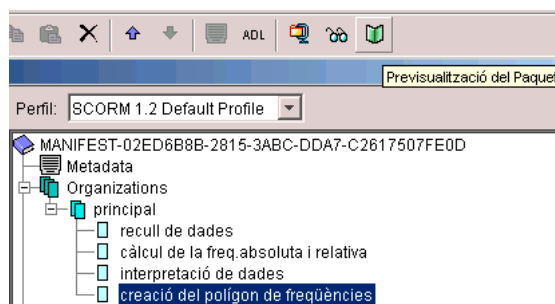 ADL
Previsualització del Paquet
Perfil: SCORM 1.2 Default Profile
MANIFEST-02ED6B8B-2815-3ABC-DDA7-C2617507FE0D
Metadata
Organizations
principal
recull de dades
càlcul de la freq.absoluta i relativa
interpretació de dades
creació del polígon de freqüències